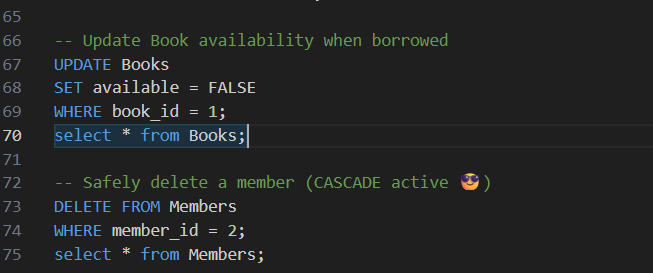 65
66 -- Update Book availability when borrowed
67 UPDATE Books
68 SET available = FALSE
69 WHERE book_id = 1;
70 select * from Books;
71
72 -- Safely delete a member (CASCADE active 😎)
73 DELETE FROM Members
74 WHERE member_id = 2;
75 select * from Members;